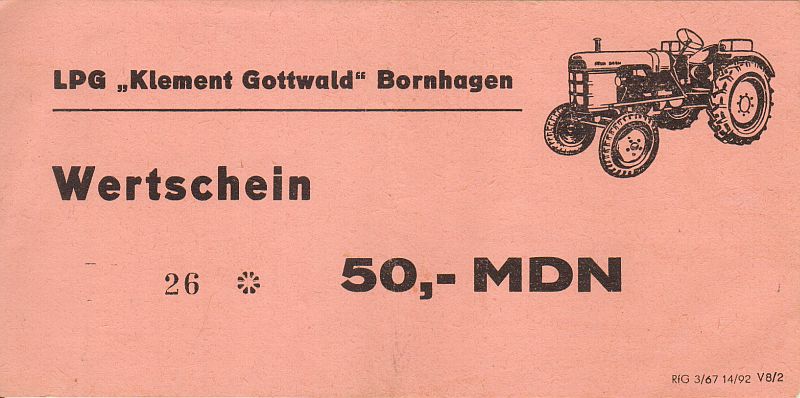 LPG „Klement Gottwald“ Bornhagen
Wertschein
26 50,- MDN
RfG 3/67 14/92 V8/2